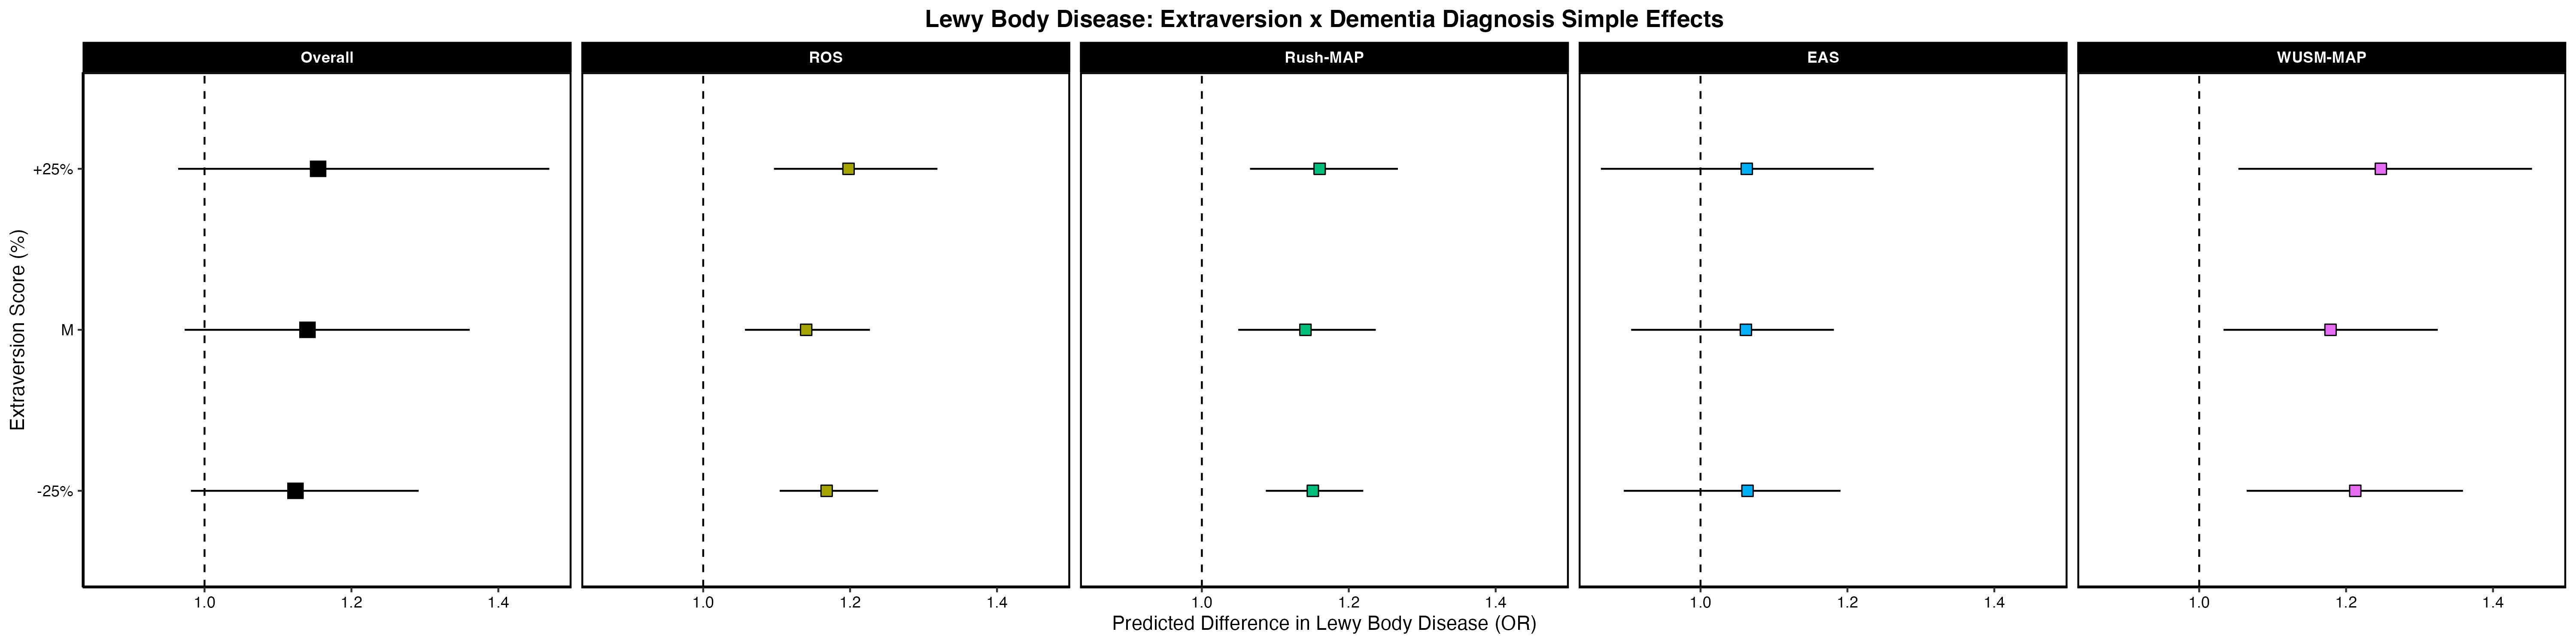 Lewy Body Disease: Extraversion x Dementia Diagnosis Simple Effects
Overall
ROS
Rush-MAP
EAS
WUSM-MAP
Extraversion Score (%)
+25%
M
-25%
1.0 1.2 1.4
1.0 1.2 1.4
1.0 1.2 1.4
1.0 1.2 1.4
1.0 1.2 1.4
Predicted Difference in Lewy Body Disease (OR)